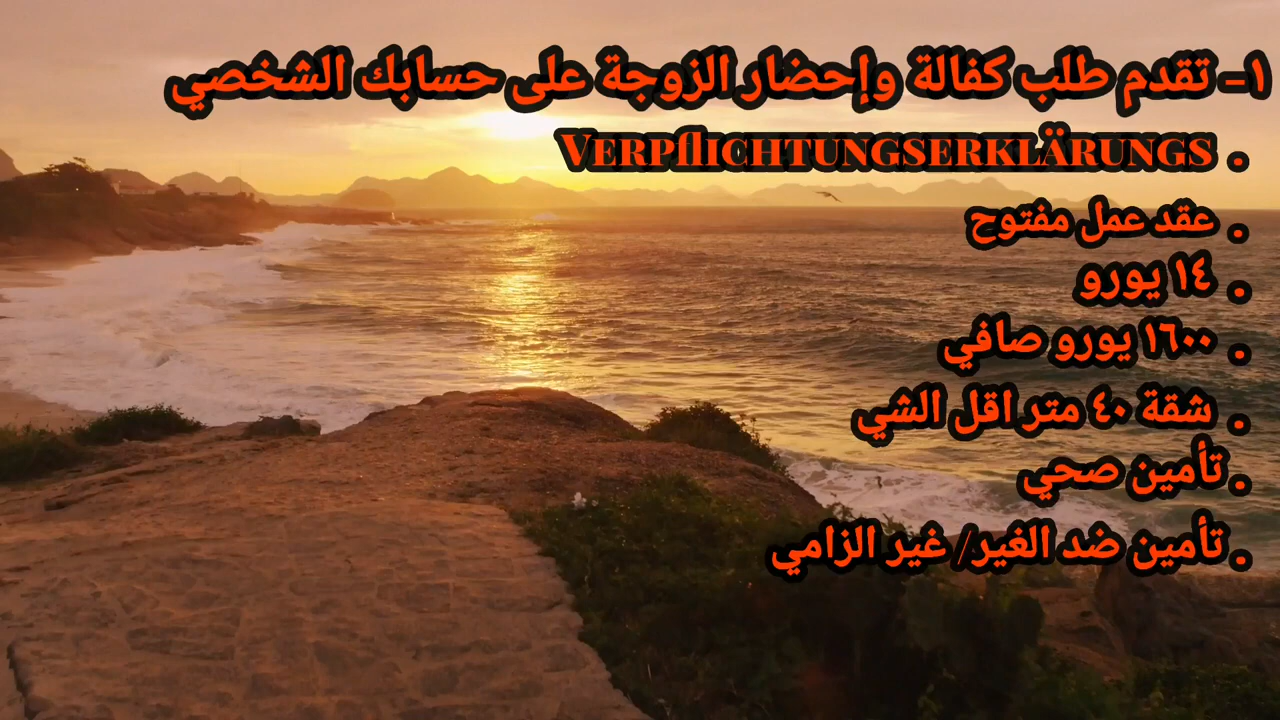 ١- تقدم طلب كفالة وإحضار الزوجة على حسابك الشخصي
. Verpflichtungserklärungs
. عقد عمل مفتوح
. ١٤ يورو
. ١٦٠٠ يورو صافي
. شقة ٤٠ متر اقل الشي
. تأمين صحي
. تأمين ضد الغير/ غير الزامي